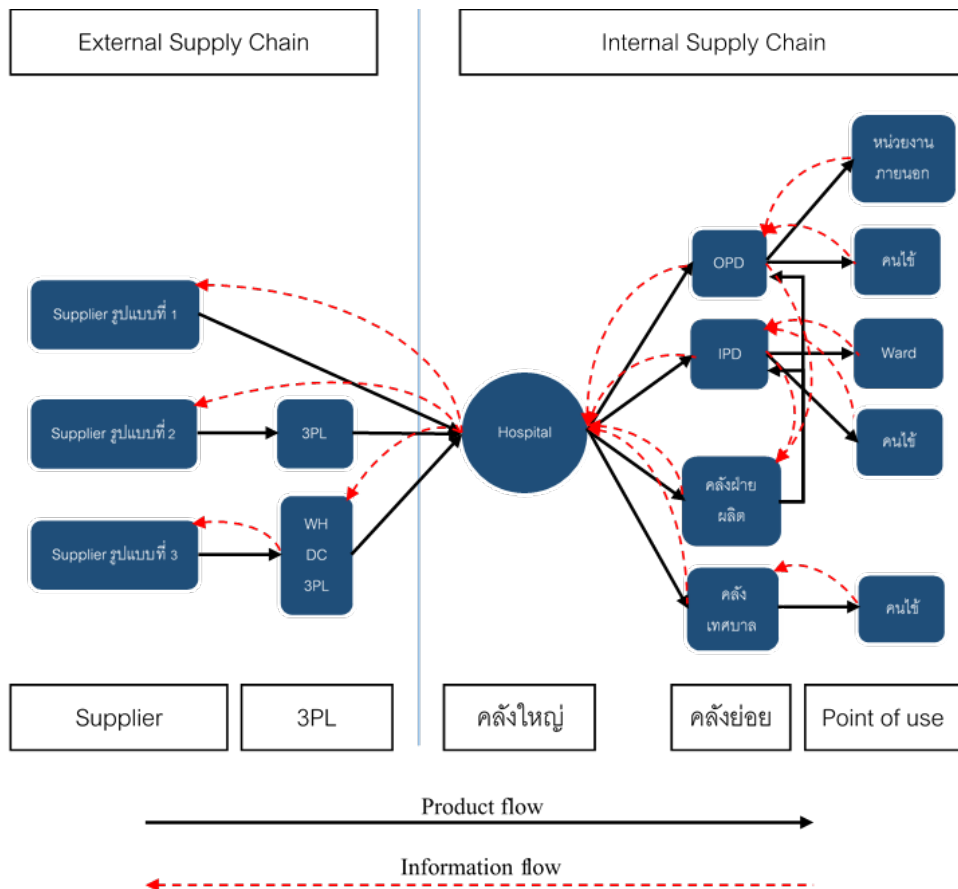 External Supply Chain
Internal Supply Chain
หน่วยงาน
ภายนอก
OPD
คนไข้
Supplier รูปแบบที่ 1
IPD
Ward
Supplier รูปแบบที่ 2
3PL
Hospital
คนไข้
คลังฝ่าย
ผลิต
Supplier รูปแบบที่ 3
WH
DC
3PL
คลัง
เทศบาล
คนไข้
Supplier
3PL
คลังใหญ่
คลังย่อย
Point of use
Product flow
Information flow